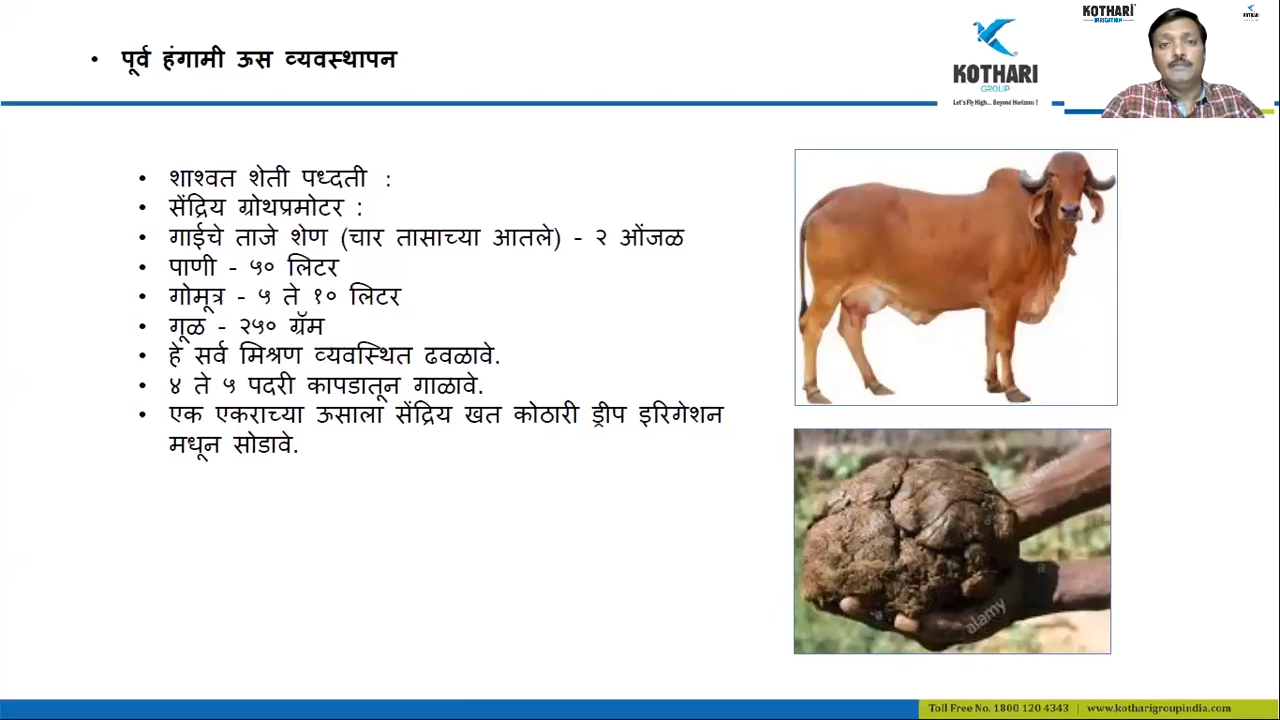 • पूर्व हंगामी ऊस व्यवस्थापन
KOTHARI
GROUP
Let's Fly High... Beyond Horizons !
KOTHARI
IRRIGATION
KOTHARI
• शाश्वत शेती पध्दती :
• सेंद्रिय ग्रोथप्रमोटर :
• गाईचे ताजे शेण (चार तासाच्या आतले) - २ ओंजळ
• पाणी - ५० लिटर
• गोमूत्र - ५ ते १० लिटर
• गूळ - २५० ग्रॅम
• हे सर्व मिश्रण व्यवस्थित ढवळावे.
• ४ ते ५ पदरी कापडातून गाळावे.
• एक एकराच्या ऊसाला सेंद्रिय खत कोठारी ड्रीप इरिगेशन
मधून सोडावे.
alamy
Toll Free No. 1800 120 4343 | www.kotharigroupindia.com